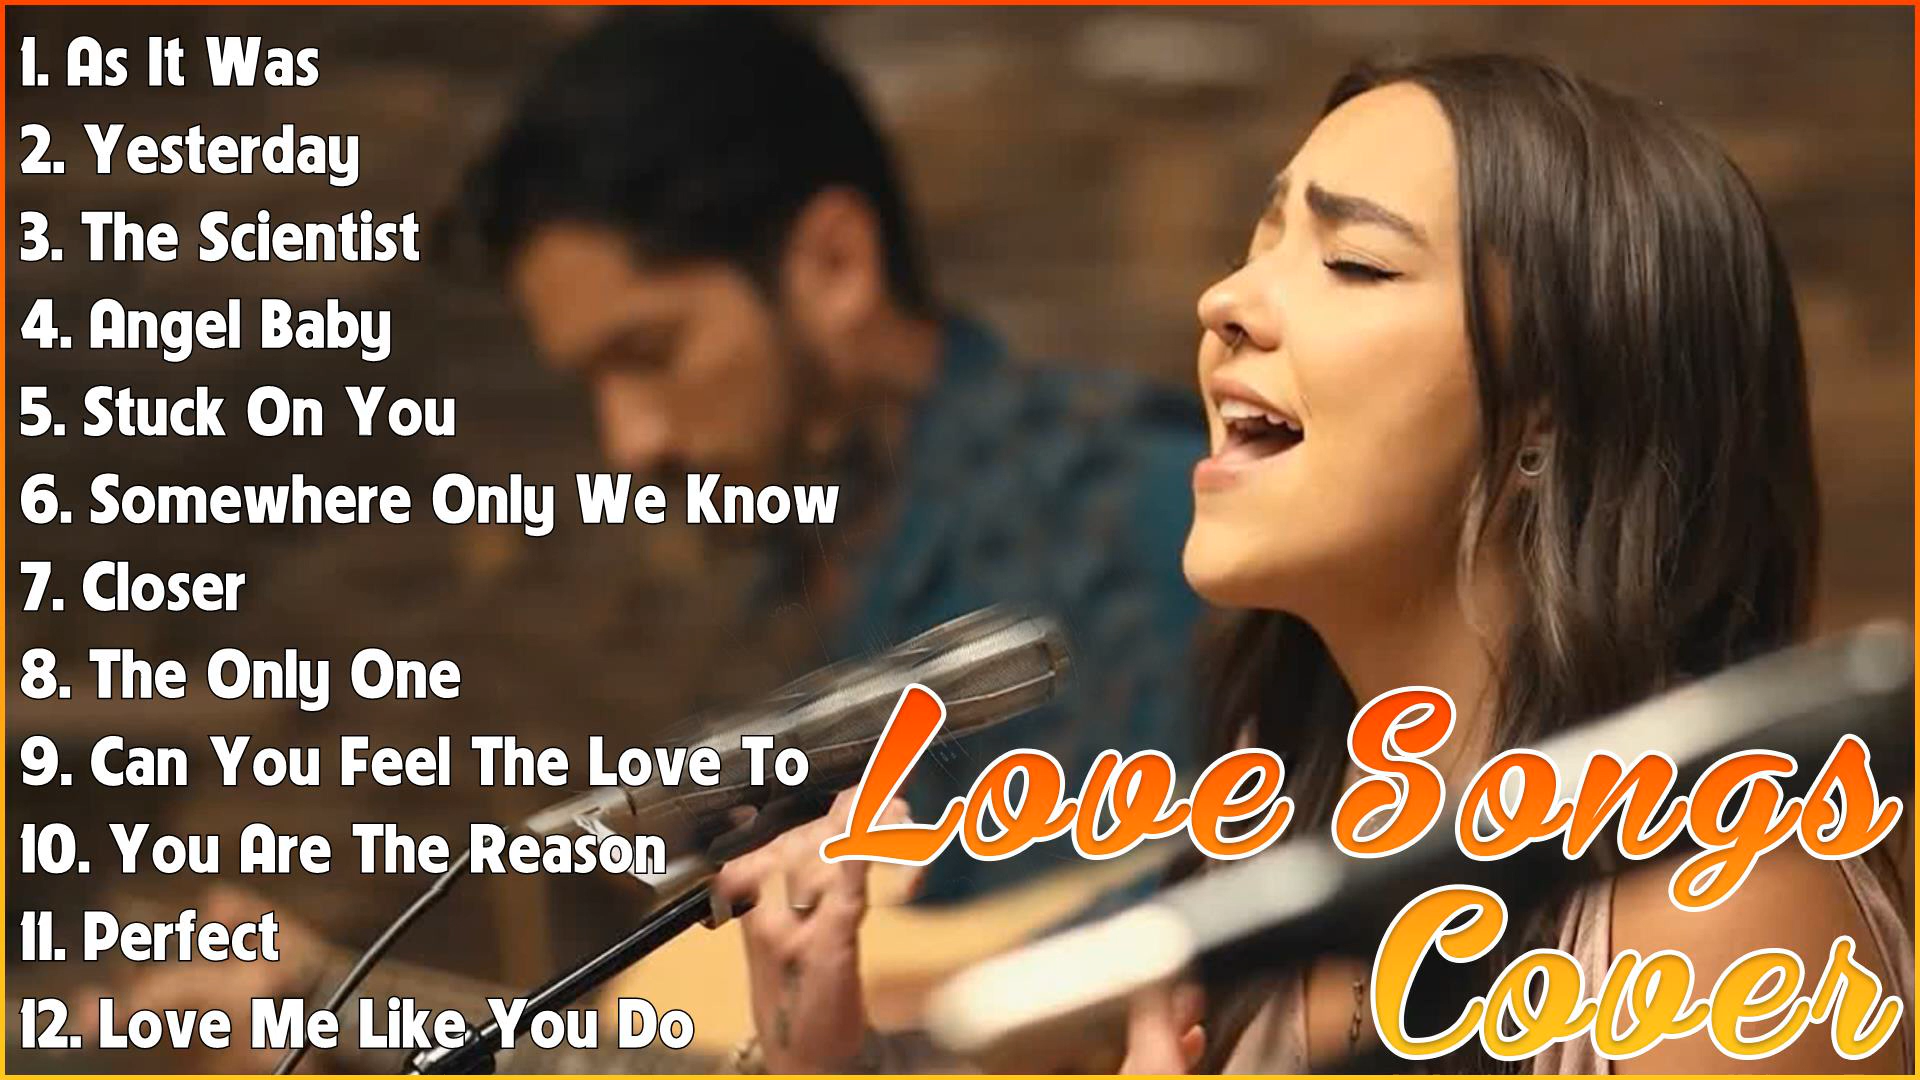 1. As It Was
2. Yesterday
3. The Scientist
4. Angel Baby
5. Stuck On You
6. Somewhere Only We Know
7. Closer
8. The Only One
9. Can You Feel The Love To
10. You Are The Reason
11. Perfect
12. Love Me Like You Do
Love Songs
Cover